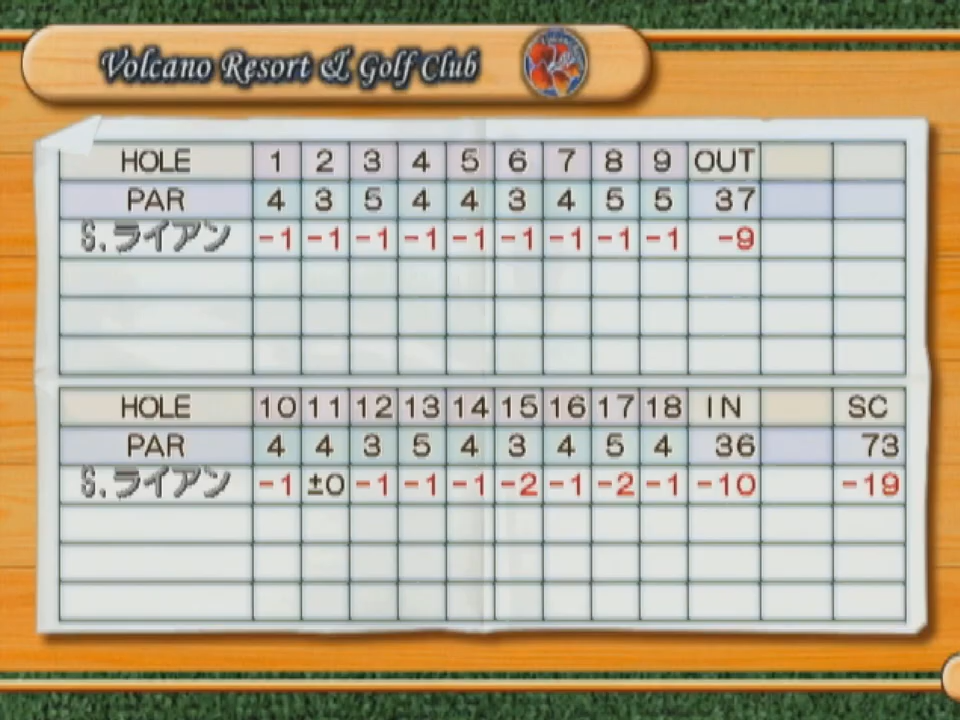 Volcano Resort & Golf Club
HOLE 1 2 3 4 5 6 7 8 9 OUT
PAR 4 3 5 4 4 3 4 5 5 37
S.ライアン -1 -1 -1 -1 -1 -1 -1 -1 -1 -9
HOLE 10 11 12 13 14 15 16 17 18 IN SC
PAR 4 4 3 5 4 3 4 5 4 36 73
S.ライアン -1 ±0 -1 -1 -1 -2 -1 -2 -1 -10 -19